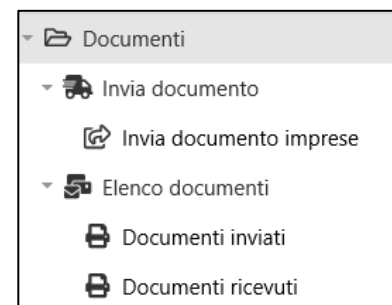 Documenti
Invia documento
Invia documento imprese
Elenco documenti
Documenti inviati
Documenti ricevuti